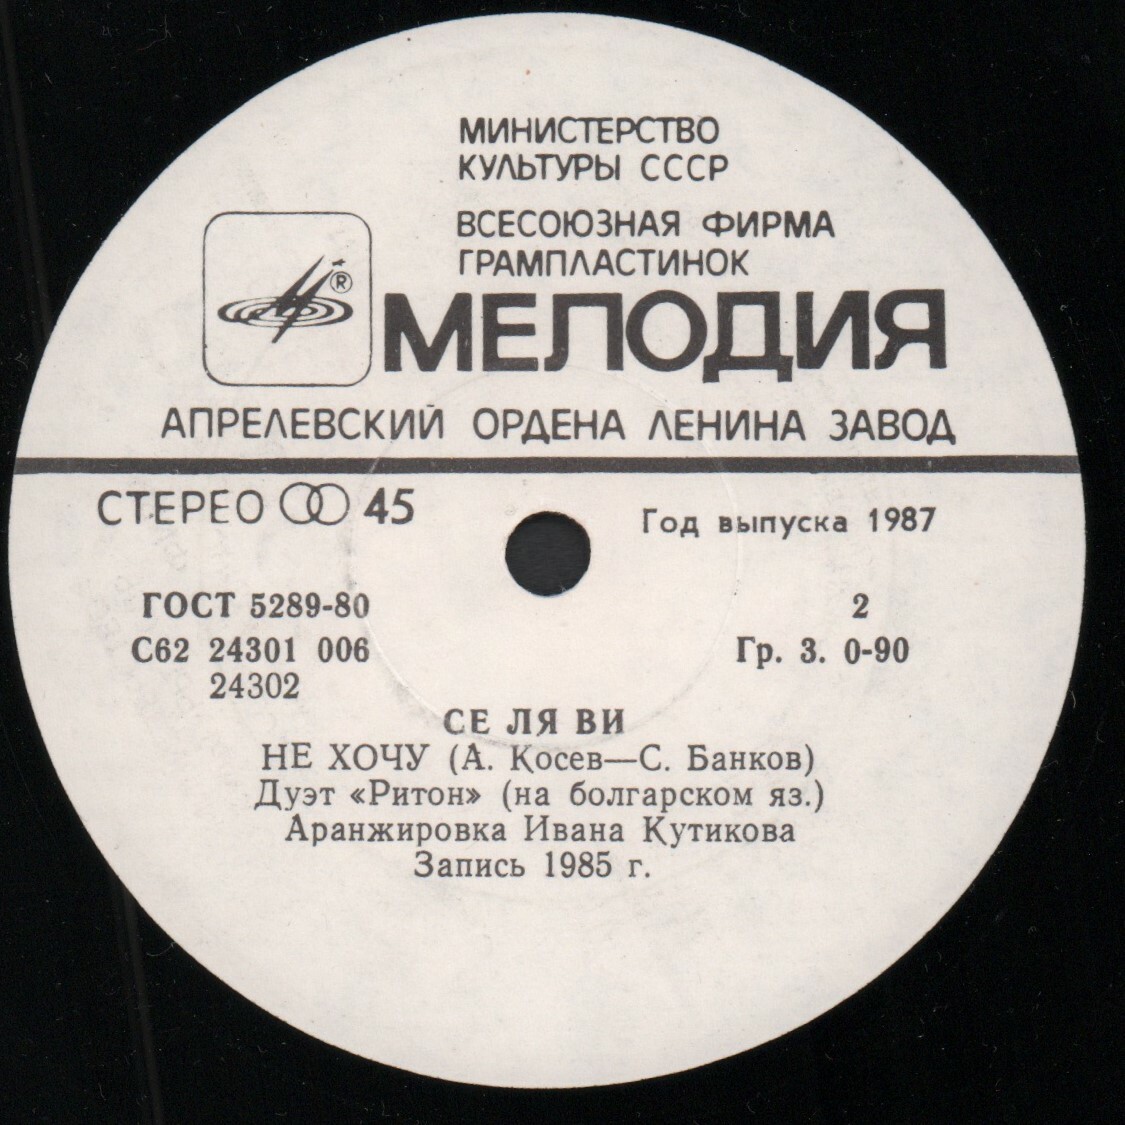 МИНИСТЕРСТВО
КУЛЬТУРЫ СССР
ВСЕСОЮЗНАЯ ФИРМА
ГРАМПЛАСТИНОК
®
МЕЛОДИЯ
АПРЕЛЕВСКИЙ ОРДЕНА ЛЕНИНА ЗАВОД
СТЕРЕО 45
Год выпуска 1987
ГОСТ 5289-80
2
С62 24301 006
Гр. 3. 0-90
24302
СЕ ЛЯ ВИ
НЕ ХОЧУ (А. Косев—С. Банков)
Дуэт «Ритон» (на болгарском яз.)
Аранжировка Ивана Кутикова
Запись 1985 г.